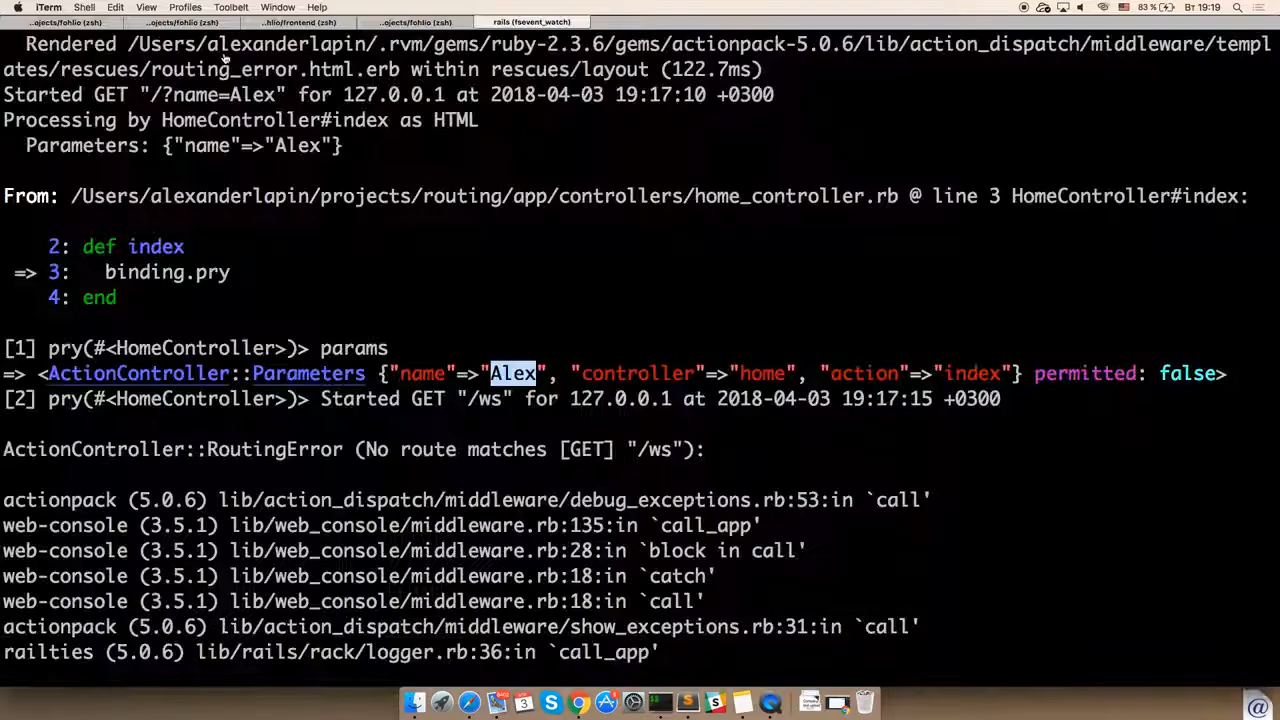 iTerm Shell Edit View Profiles Toolbelt Window Help 83 % Вт 19:19
..ojects/fohlio (zsh) ..ojects/fohlio (zsh) ..hlio/frontend (zsh) ..ojects/fohlio (zsh) rails (fsevent_watch)
Rendered /Users/alexanderlapin/.rvm/gems/ruby-2.3.6/gems/actionpack-5.0.6/lib/action_dispatch/middleware/templ
ates/rescues/routing_error.html.erb within rescues/layout (122.7ms)
Started GET "/?name=Alex" for 127.0.0.1 at 2018-04-03 19:17:10 +0300
Processing by HomeController#index as HTML
Parameters: {"name"=>"Alex"}
From: /Users/alexanderlapin/projects/routing/app/controllers/home_controller.rb @ line 3 HomeController#index:
2: def index
=> 3: binding.pry
4: end
[1] pry(#<HomeController>)> params
=> <ActionController::Parameters {"name"=>"Alex", "controller"=>"home", "action"=>"index"} permitted: false>
[2] pry(#<HomeController>)> Started GET "/ws" for 127.0.0.1 at 2018-04-03 19:17:15 +0300
ActionController::RoutingError (No route matches [GET] "/ws"):
actionpack (5.0.6) lib/action_dispatch/middleware/debug_exceptions.rb:53:in `call'
web-console (3.5.1) lib/web_console/middleware.rb:135:in `call_app'
web-console (3.5.1) lib/web_console/middleware.rb:28:in `block in call'
web-console (3.5.1) lib/web_console/middleware.rb:18:in `catch'
web-console (3.5.1) lib/web_console/middleware.rb:18:in `call'
actionpack (5.0.6) lib/action_dispatch/middleware/show_exceptions.rb:31:in `call'
railties (5.0.6) lib/rails/rack/logger.rb:36:in `call_app'